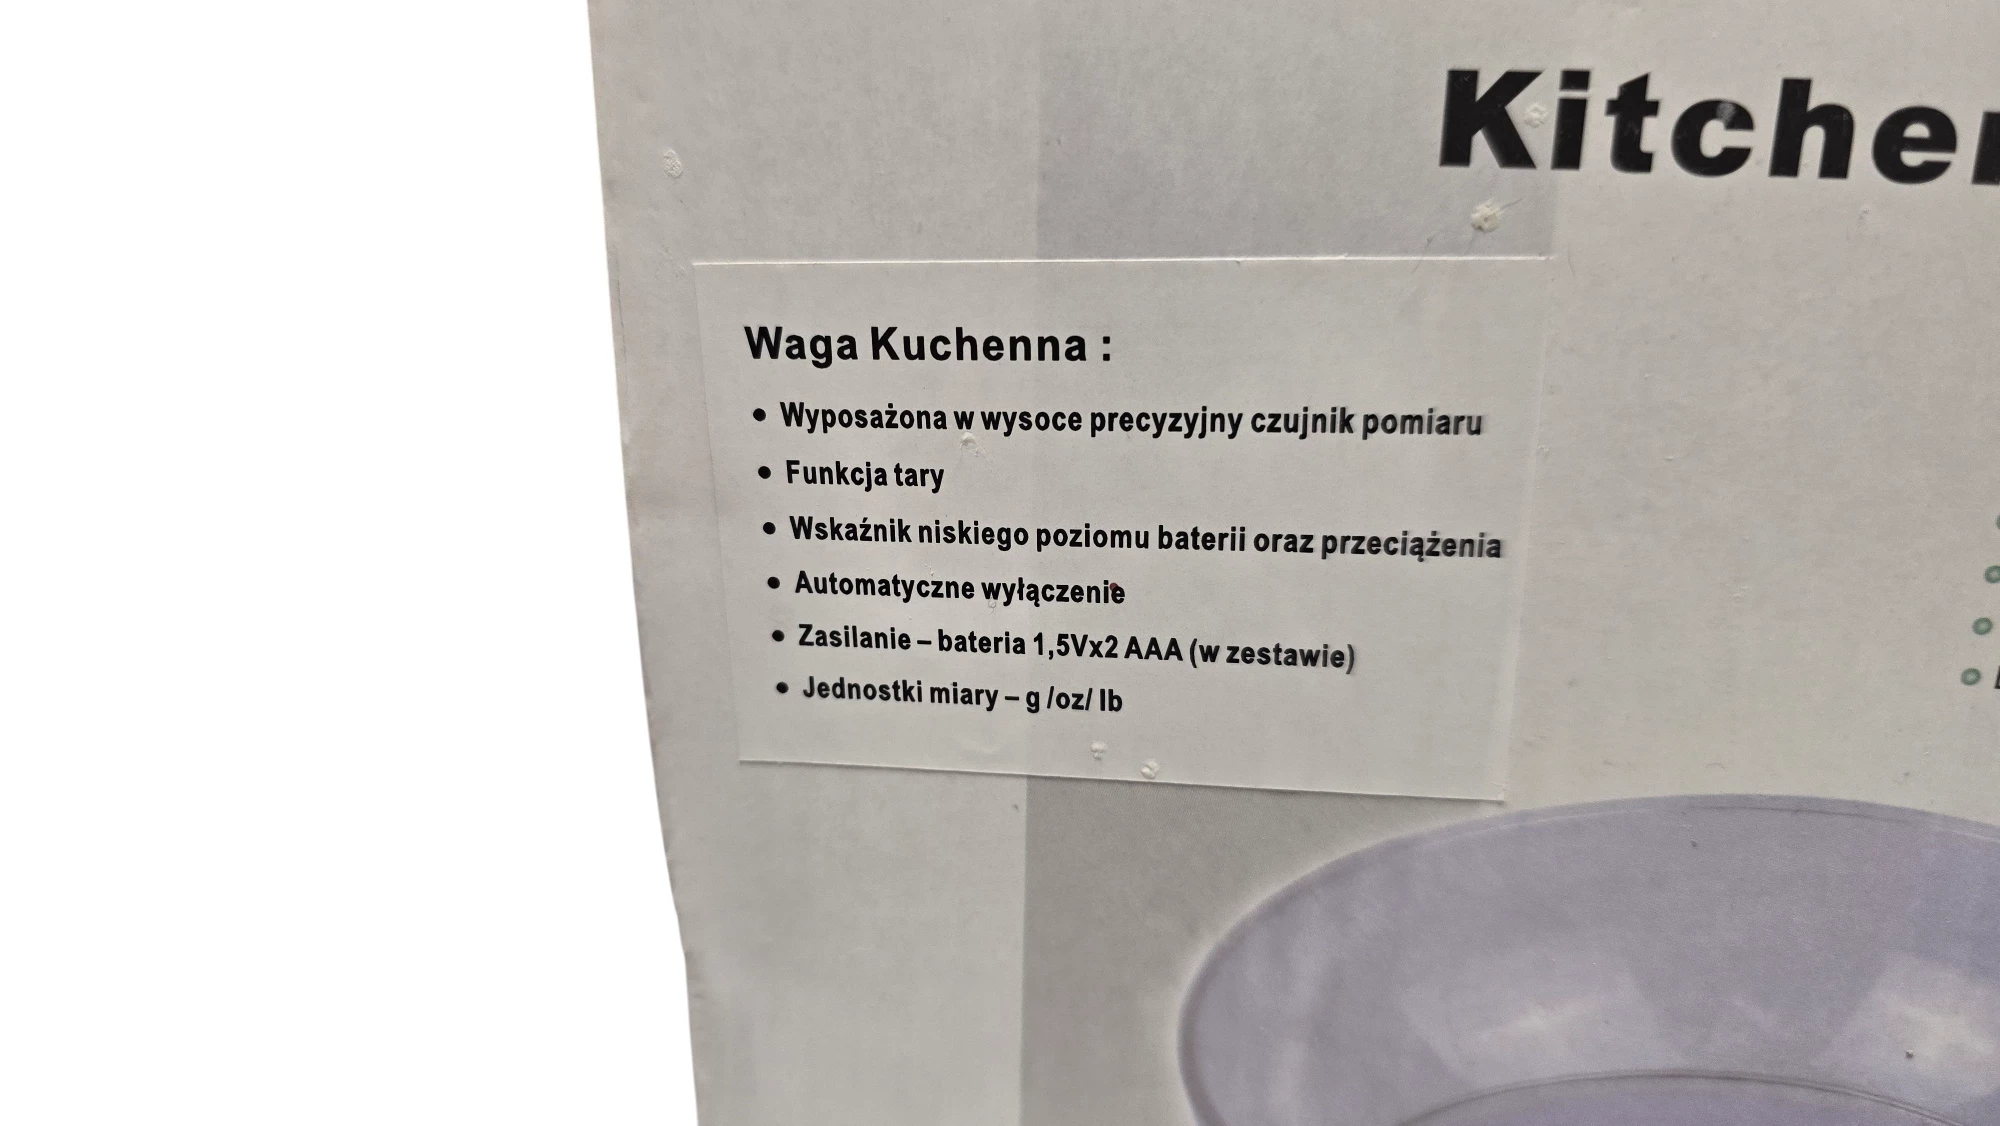 Kitchen
Waga Kuchenna :
• Wyposażona w wysoce precyzyjny czujnik pomiaru
• Funkcja tary
• Wskaźnik niskiego poziomu baterii oraz przeciążenia
• Automatyczne wyłączenie
• Zasilanie – bateria 1,5Vx2 AAA (w zestawie)
• Jednostki miary – g /oz/ lb